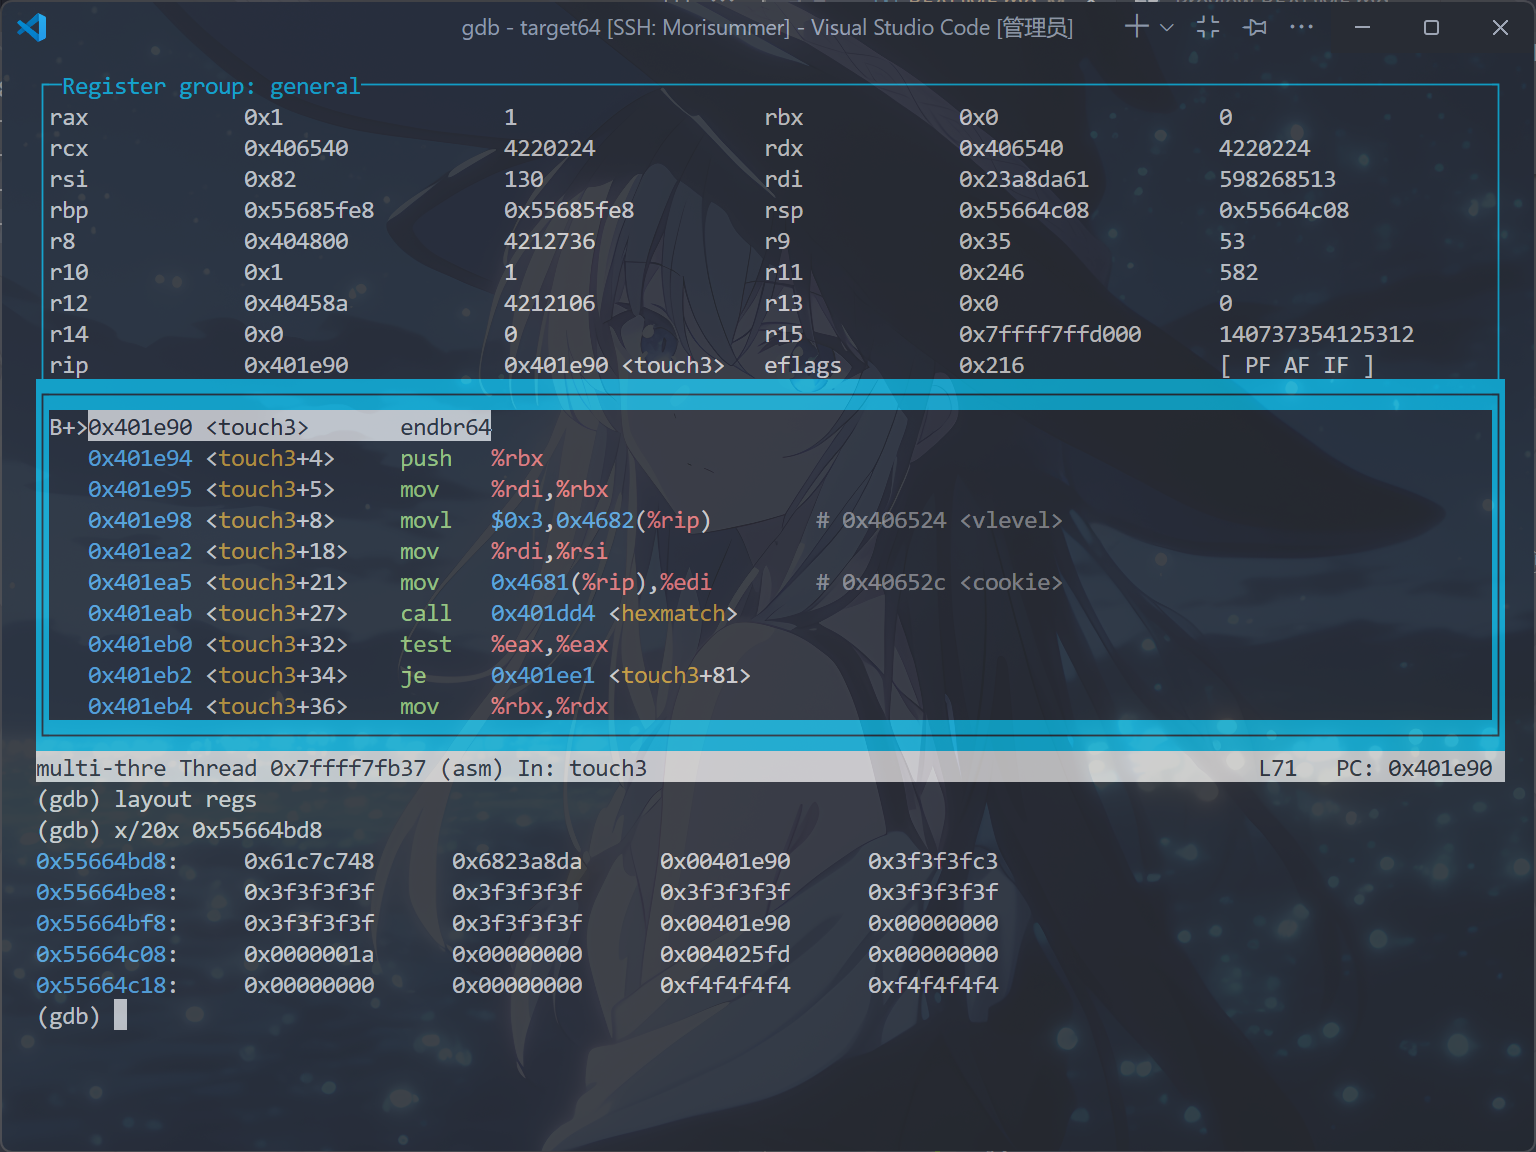 gdb - target64 [SSH: Morisummer] - Visual Studio Code [管理员]
Register group: general
rax 0x1 1 rbx 0x0 0
rcx 0x406540 4220224 rdx 0x406540 4220224
rsi 0x82 130 rdi 0x23a8da61 598268513
rbp 0x55685fe8 0x55685fe8 rsp 0x55664c08 0x55664c08
r8 0x404800 4212736 r9 0x35 53
r10 0x1 1 r11 0x246 582
r12 0x40458a 4212106 r13 0x0 0
r14 0x0 0 r15 0x7ffff7ffd000 140737354125312
rip 0x401e90 0x401e90 <touch3> eflags 0x216 [ PF AF IF ]
B+>0x401e90 <touch3> endbr64
0x401e94 <touch3+4> push %rbx
0x401e95 <touch3+5> mov %rdi,%rbx
0x401e98 <touch3+8> movl $0x3,0x4682(%rip) # 0x406524 <vlevel>
0x401ea2 <touch3+18> mov %rdi,%rsi
0x401ea5 <touch3+21> mov 0x4681(%rip),%edi # 0x40652c <cookie>
0x401eab <touch3+27> call 0x401dd4 <hexmatch>
0x401eb0 <touch3+32> test %eax,%eax
0x401eb2 <touch3+34> je 0x401ee1 <touch3+81>
0x401eb4 <touch3+36> mov %rbx,%rdx
multi-thre Thread 0x7ffff7fb37 (asm) In: touch3 L71 PC: 0x401e90
(gdb) layout regs
(gdb) x/20x 0x55664bd8
0x55664bd8: 0x61c7c748 0x6823a8da 0x00401e90 0x3f3f3fc3
0x55664be8: 0x3f3f3f3f 0x3f3f3f3f 0x3f3f3f3f 0x3f3f3f3f
0x55664bf8: 0x3f3f3f3f 0x3f3f3f3f 0x00401e90 0x00000000
0x55664c08: 0x0000001a 0x00000000 0x004025fd 0x00000000
0x55664c18: 0x00000000 0x00000000 0xf4f4f4f4 0xf4f4f4f4
(gdb)